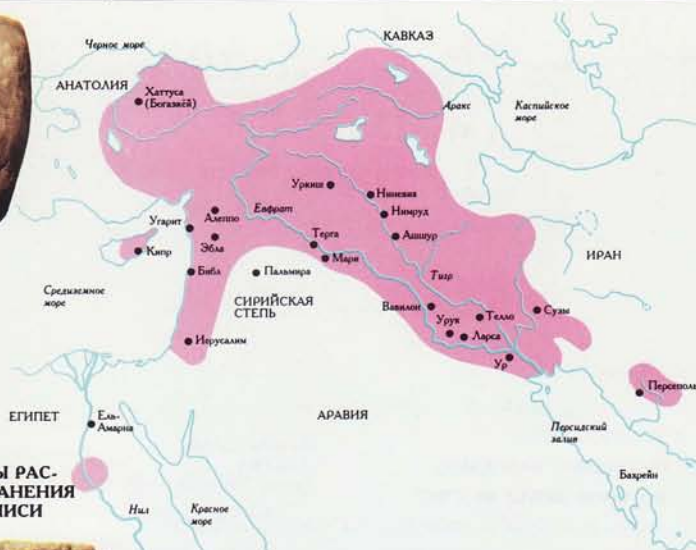 КАВКАЗ
Черное море
АНАТОЛИЯ
Хаттуса
(Богазкёй)
Аракс
Каспийское
море
Уркиш
Ниневия
Нимруд
Ашшур
Алеппо
Евфрат
Угарит
Эбла
Терга
Мари
Кипр
ИРАН
Библ
Пальмира
Тигр
Средиземное
море
СИРИЙСКАЯ
СТЕПЬ
Вавилон
Урук
Телло
Ларса
Сузы
Иерусалим
Ур
Персеполь
ЕГИПЕТ
Ель-
Амарна
АРАВИЯ
Персидский
залив
Ы РАС-
АНЕНИЯ
ИСИ
Нил
Красное
море
Бахрейн